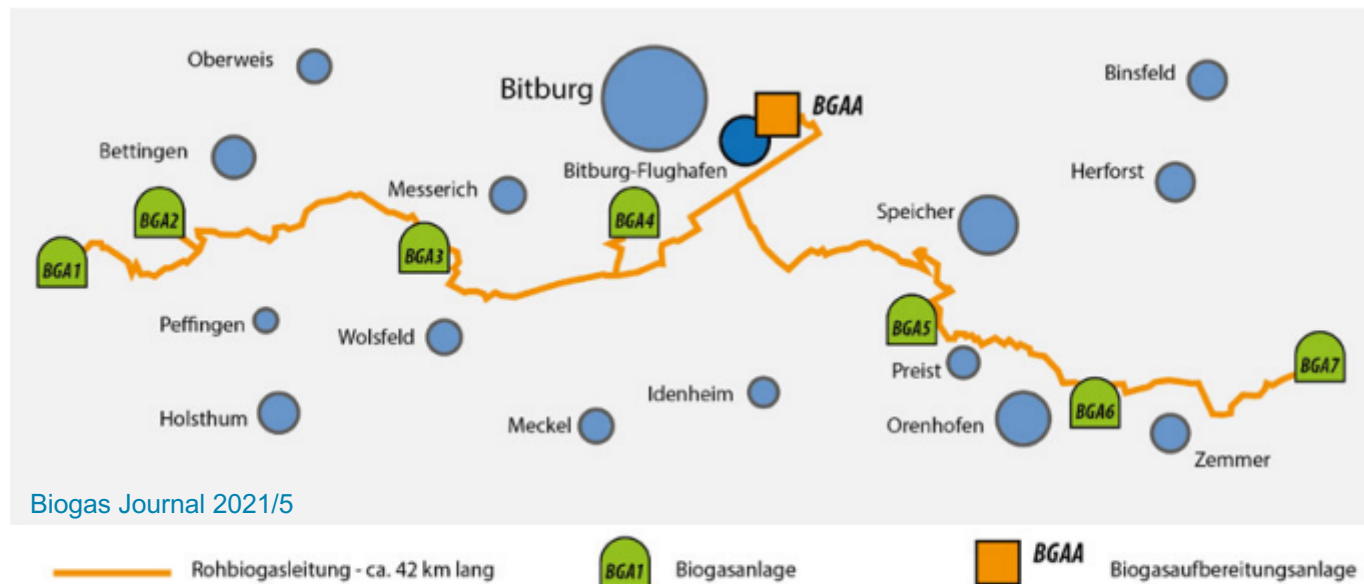 Oberweis
Bitburg
BGAA
Binsfeld
Bettingen
Messerich
Bitburg-Flughafen
Herforst
BGA2
BGA4
Speicher
BGA1
BGA3
Peffingen
Wolsfeld
BGA5
Preist
BGA7
Holsthum
Meckel
Idenheim
Orenhofen
BGA6
Zemmer
Biogas Journal 2021/5
Rohbiogasleitung - ca. 42 km lang
BGA1
Biogasanlage
BGAA
Biogasaufbereitungsanlage